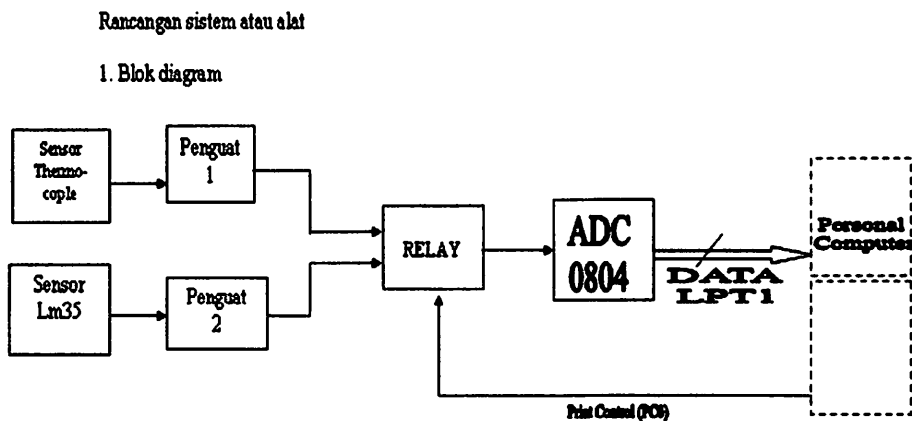 Rancangan sistem atau alat
1. Blok diagram
Sensor
Thermo-
cople
Penguat
1
Sensor
Lm35
Penguat
2
RELAY
ADC
0804
DATA
LPT1
Personal
Computer
Print Control (PC0)